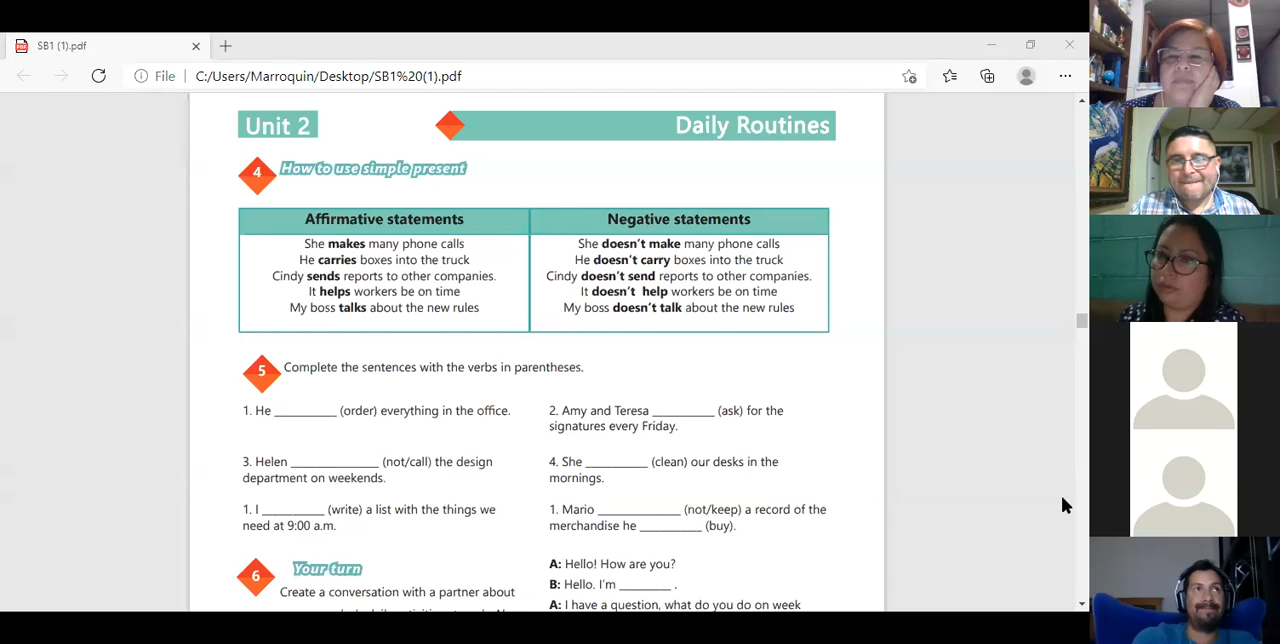 SB1 (1).pdf
File
C:/Users/Marroquin/Desktop/SB1%20(1).pdf
Unit 2
Daily Routines
4
How to use simple present
Affirmative statements
She makes many phone calls
He carries boxes into the truck
Cindy sends reports to other companies.
It helps workers be on time
My boss talks about the new rules
Negative statements
She doesn't make many phone calls
He doesn't carry boxes into the truck
Cindy doesn't send reports to other companies.
It doesn't help workers be on time
My boss doesn't talk about the new rules
5
Complete the sentences with the verbs in parentheses.
1. He _________ (order) everything in the office.
2. Amy and Teresa _________ (ask) for the
signatures every Friday.
3. Helen _____________ (not/call) the design
department on weekends.
4. She _________ (clean) our desks in the
mornings.
1. I _________ (write) a list with the things we
need at 9:00 a.m.
1. Mario ____________ (not/keep) a record of the
merchandise he _________ (buy).
6
Your turn
Create a conversation with a partner about
A: Hello! How are you?
B: Hello. I'm ________ .
A: I have a question, what do you do on week